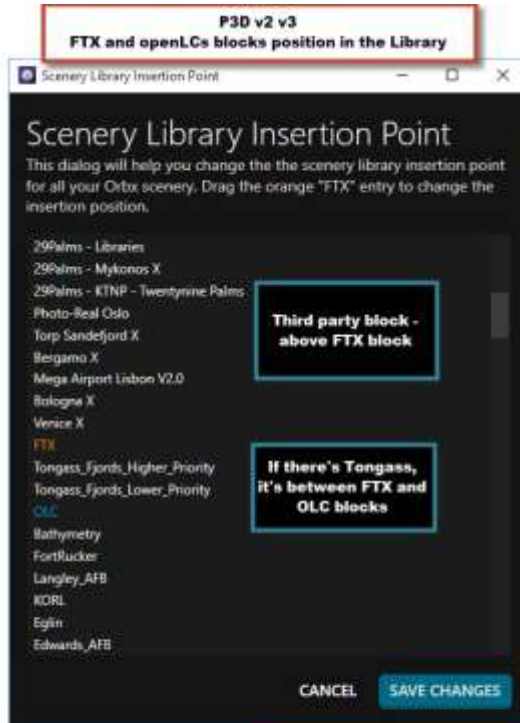 P3D v2 v3
FTX and openLCs blocks position in the Library
Scenery Library Insertion Point
Scenery Library Insertion Point
This dialog will help you change the the scenery library insertion point
for all your Orbx scenery. Drag the orange "FTX" entry to change the
insertion position.
29Palms - Libraries
29Palms - Mykonos X
29Palms - KTNP - Twentynine Palms
Photo-Real Oslo
Torp Sandefjord X
Bergamo X
Mega Airport Lisbon V2.0
Bologna X
Venice X
FTX
Tongass_Fjords_Higher_Priority
Tongass_Fjords_Lower_Priority
OLC
Bathymetry
FortRucker
Langley_AFB
KORL
Eglin
Edwards_AFB
Third party block -
above FTX block
If there's Tongass,
it's between FTX and
OLC blocks
CANCEL
SAVE CHANGES